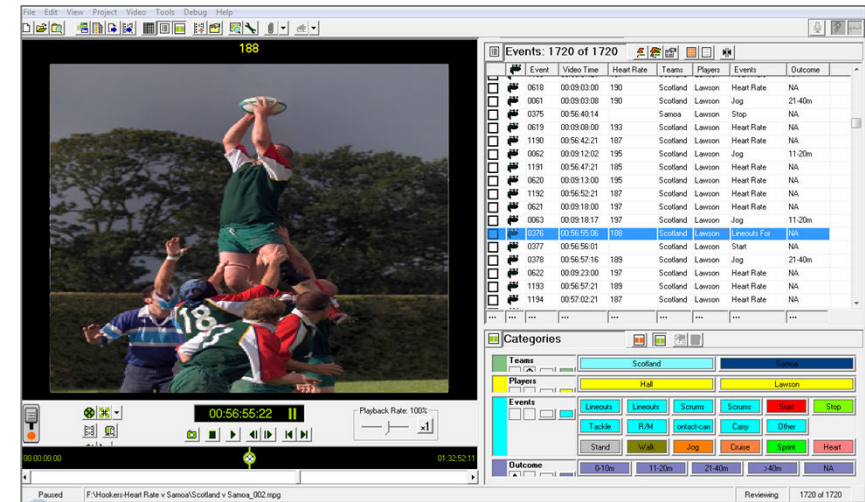 File Edit View Project Video Tools Debug Help
188
18
00:56:55:22
Playback Rate: 100%
x1
00:00:00:00
01:32:52:11
Events: 1720 of 1720
Event Video Time Heart Rate Teams Players Events Outcome
0618 00:09:03:00 190 Scotland Lawson Heart Rate NA
0061 00:09:03:08 190 Scotland Lawson Jog 21-40m
0375 00:56:40:14 Samoa Lawson Stop NA
0619 00:09:08:00 193 Scotland Lawson Heart Rate NA
1190 00:56:42:21 187 Scotland Lawson Heart Rate NA
0062 00:09:12:02 195 Scotland Lawson Jog 11-20m
1191 00:56:47:21 185 Scotland Lawson Heart Rate NA
0620 00:09:13:00 195 Scotland Lawson Heart Rate NA
1192 00:56:52:21 187 Scotland Lawson Heart Rate NA
0621 00:09:18:00 197 Scotland Lawson Heart Rate NA
0063 00:09:18:17 197 Scotland Lawson Jog 11-20m
0376 00:56:55:06 188 Scotland Lawson Lineouts For NA
0377 00:56:56:01 Scotland Lawson Start NA
0378 00:56:57:16 189 Scotland Lawson Jog 21-40m
0622 00:09:23:00 197 Scotland Lawson Heart Rate NA
1193 00:56:57:21 189 Scotland Lawson Heart Rate NA
1194 00:57:02:21 187 Scotland Lawson Heart Rate NA
... ... ... ... ... ... ...
Categories
Teams Scotland Samoa
Players Hall Lawson
Events Lineouts Lineouts Scrums Scrums Start Stop
Tackle R/M ontact-carr Carry Other
Stand Walk Jog Cruise Sprint Heart
Outcome 0-10m 11-20m 21-40m >40m NA
Paused F:\Hookers-Heart Rate v Samoa\Scotland v Samoa_002.mpg Reviewing 1720 of 1720